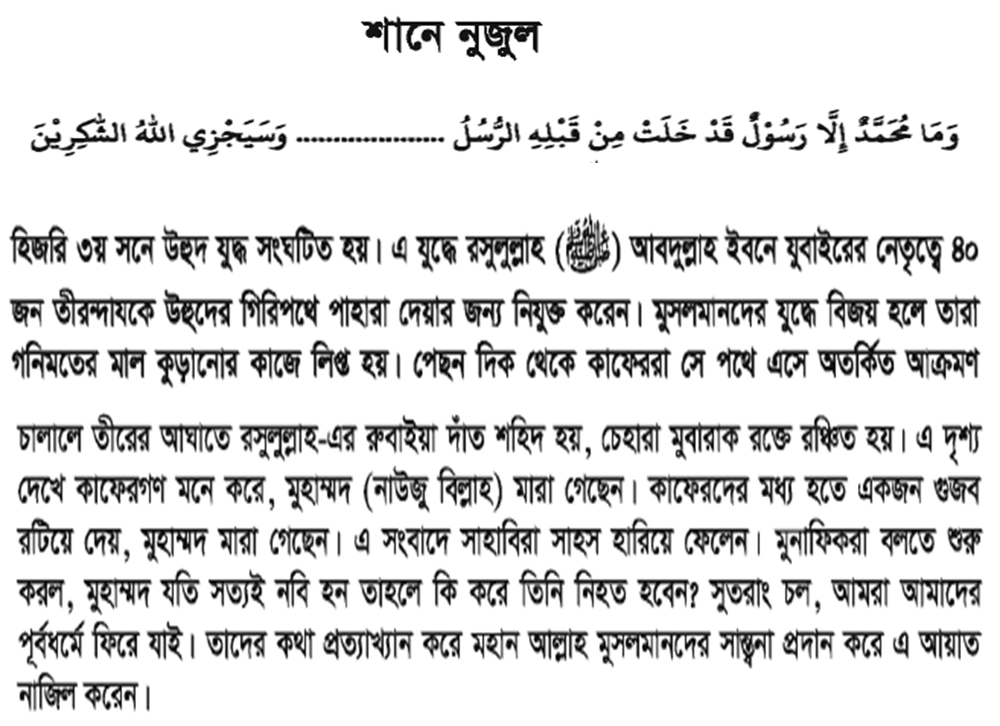 শানে নুজুল
وَمَا مُحَمَّدٌ إِلَّا رَسُوْلٌ قَدْ خَلَتْ مِنْ قَبْلِهِ الرُّسُلُ .................... وَسَيَجْزِي اللهُ الشّٰكِرِيْنَ
হিজরি ৩য় সনে উহুদ যুদ্ধ সংঘটিত হয়। এ যুদ্ধে রসুলুল্লাহ (ﷺ) আবদুল্লাহ ইবনে যুবাইরের নেতৃত্বে ৪০
জন তীরন্দাযকে উহুদের গিরিপথে পাহারা দেয়ার জন্য নিযুক্ত করেন। মুসলমানদের যুদ্ধে বিজয় হলে তারা
গনিমতের মাল কুড়ানোর কাজে লিপ্ত হয়। পেছন দিক থেকে কাফেররা সে পথে এসে অতর্কিত আক্রমণ
চালালে তীরের আঘাতে রসুলুল্লাহ-এর রুবাইয়া দাঁত শহিদ হয়, চেহারা মুবারাক রক্তে রঞ্চিত হয়। এ দৃশ্য
দেখে কাফেরগণ মনে করে, মুহাম্মদ (নাউজু বিল্লাহ) মারা গেছেন। কাফেরদের মধ্য হতে একজন গুজব
রটিয়ে দেয়, মুহাম্মদ মারা গেছেন। এ সংবাদে সাহাবিরা সাহস হারিয়ে ফেলেন। মুনাফিকরা বলতে শুরু
করল, মুহাম্মদ যতি সত্যই নবি হন তাহলে কি করে তিনি নিহত হবেন? সুতরাং চল, আমরা আমাদের
পূর্বধর্মে ফিরে যাই। তাদের কথা প্রত্যাখ্যান করে মহান আল্লাহ মুসলমানদের সান্ত্বনা প্রদান করে এ আয়াত
নাজিল করেন।